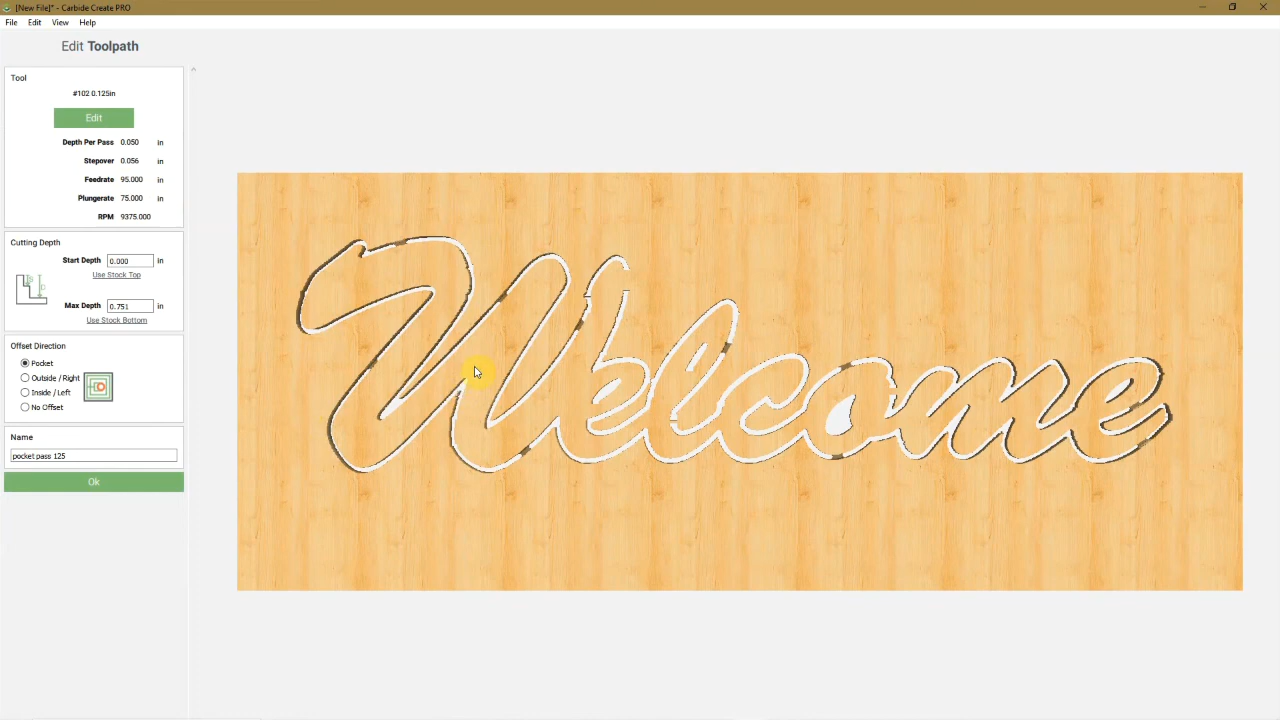 [New File]* - Carbide Create PRO
File Edit View Help
Edit Toolpath
Tool
#102 0.125in
Edit
Depth Per Pass 0.050 in
Stepover 0.056 in
Feedrate 95.000 in
Plungerate 75.000 in
RPM 9375.000
Cutting Depth
Start Depth 0.000 in
Use Stock Top
Max Depth 0.751 in
Use Stock Bottom
Offset Direction
Pocket
Outside / Right
Inside / Left
No Offset
Name
pocket pass 125
Ok
Welcome